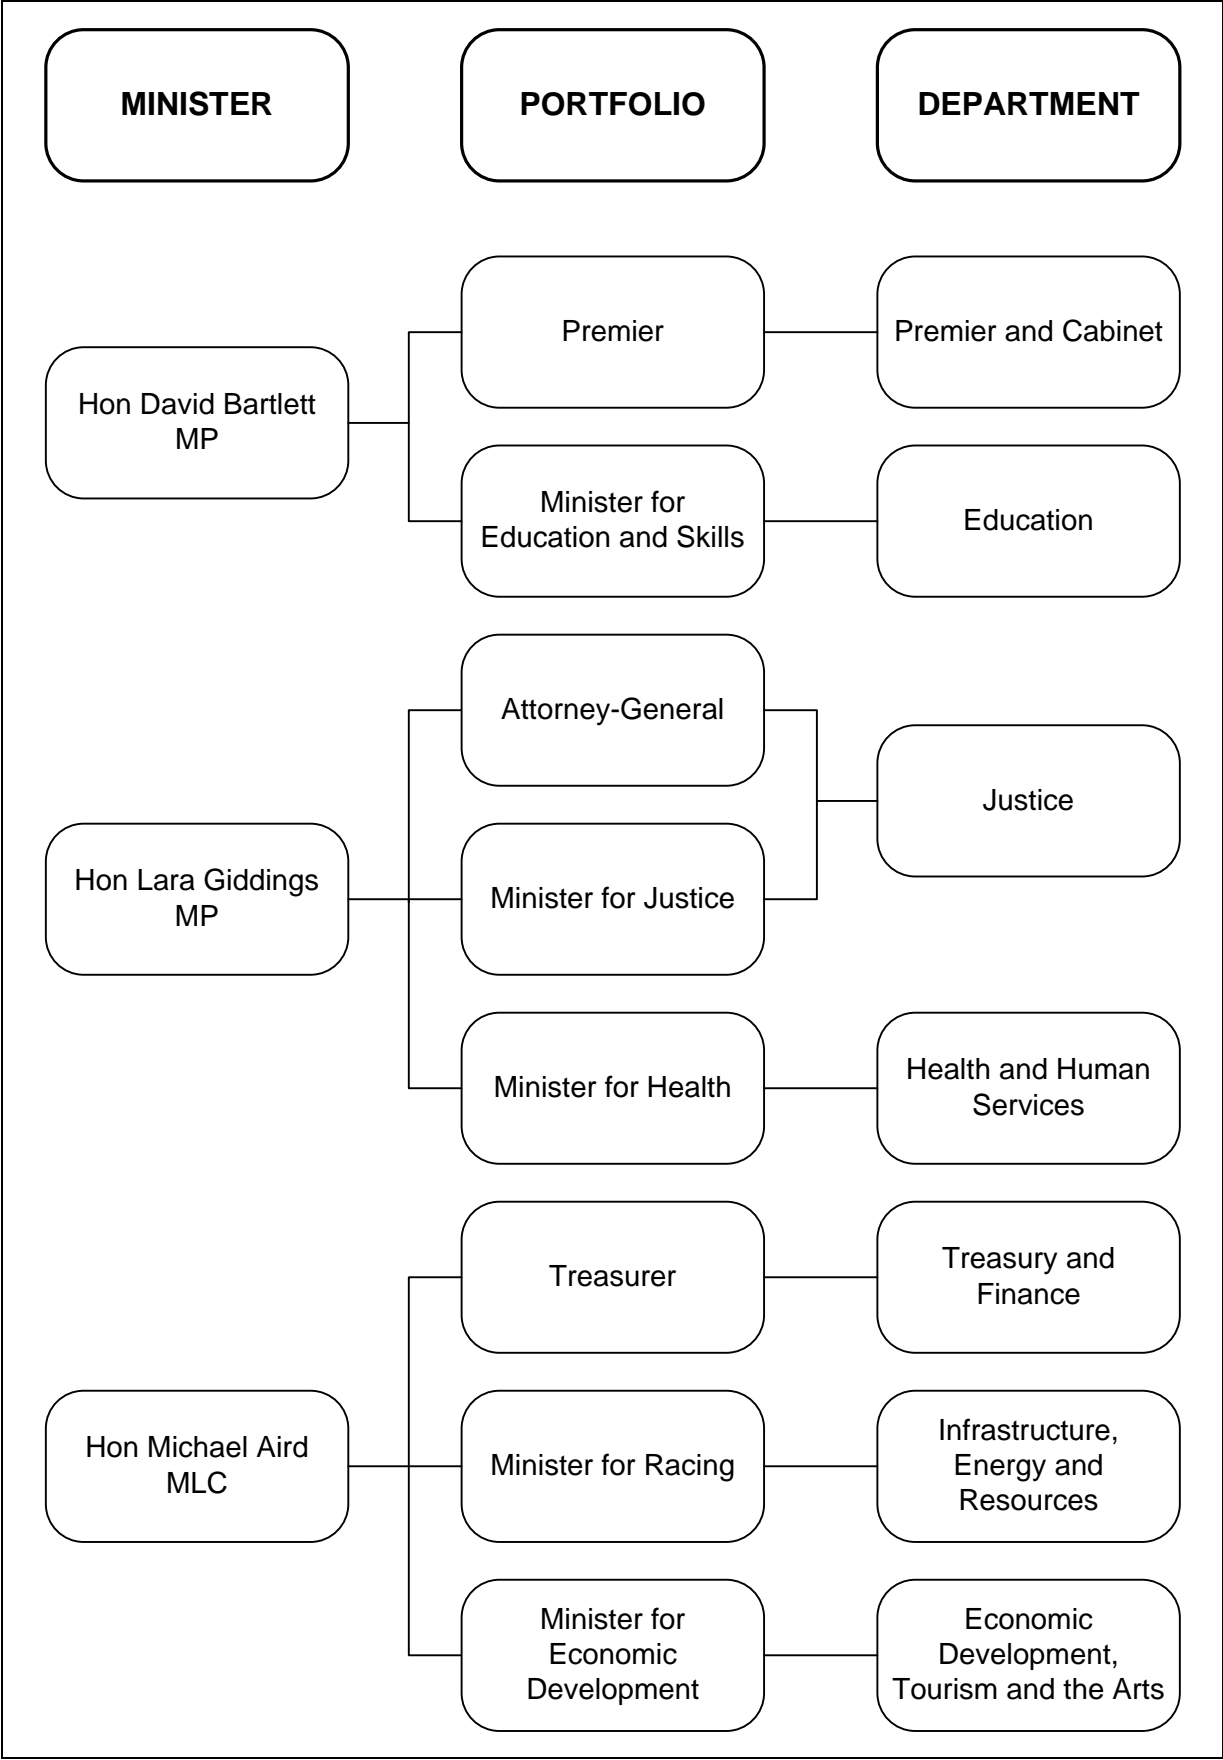 MINISTER
PORTFOLIO
DEPARTMENT
Hon David Bartlett
MP
Premier
Premier and Cabinet
Minister for
Education and Skills
Education
Hon Lara Giddings
MP
Attorney-General
Minister for Justice
Justice
Minister for Health
Health and Human
Services
Hon Michael Aird
MLC
Treasurer
Treasury and
Finance
Minister for Racing
Infrastructure,
Energy and
Resources
Minister for
Economic
Development
Economic
Development,
Tourism and the Arts